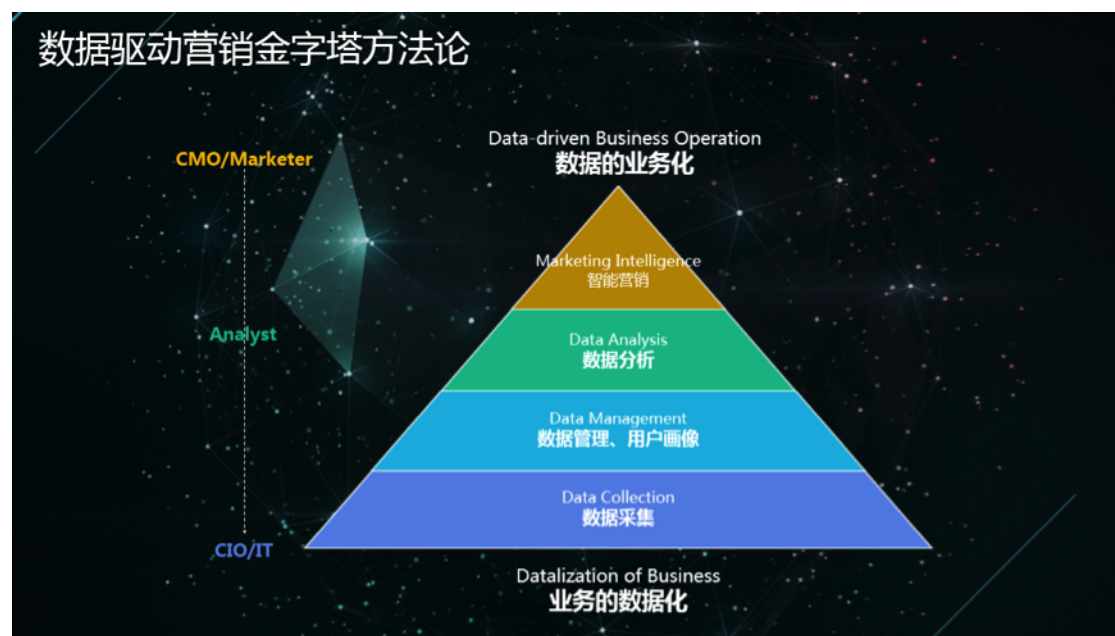 数据驱动营销金字塔方法论
Data-driven Business Operation
数据的业务化
CMO/Marketer
Marketing Intelligence
智能营销
Analyst
Data Analysis
数据分析
Data Management
数据管理、用户画像
Data Collection
数据采集
CIO/IT
Datalization of Business
业务的数据化